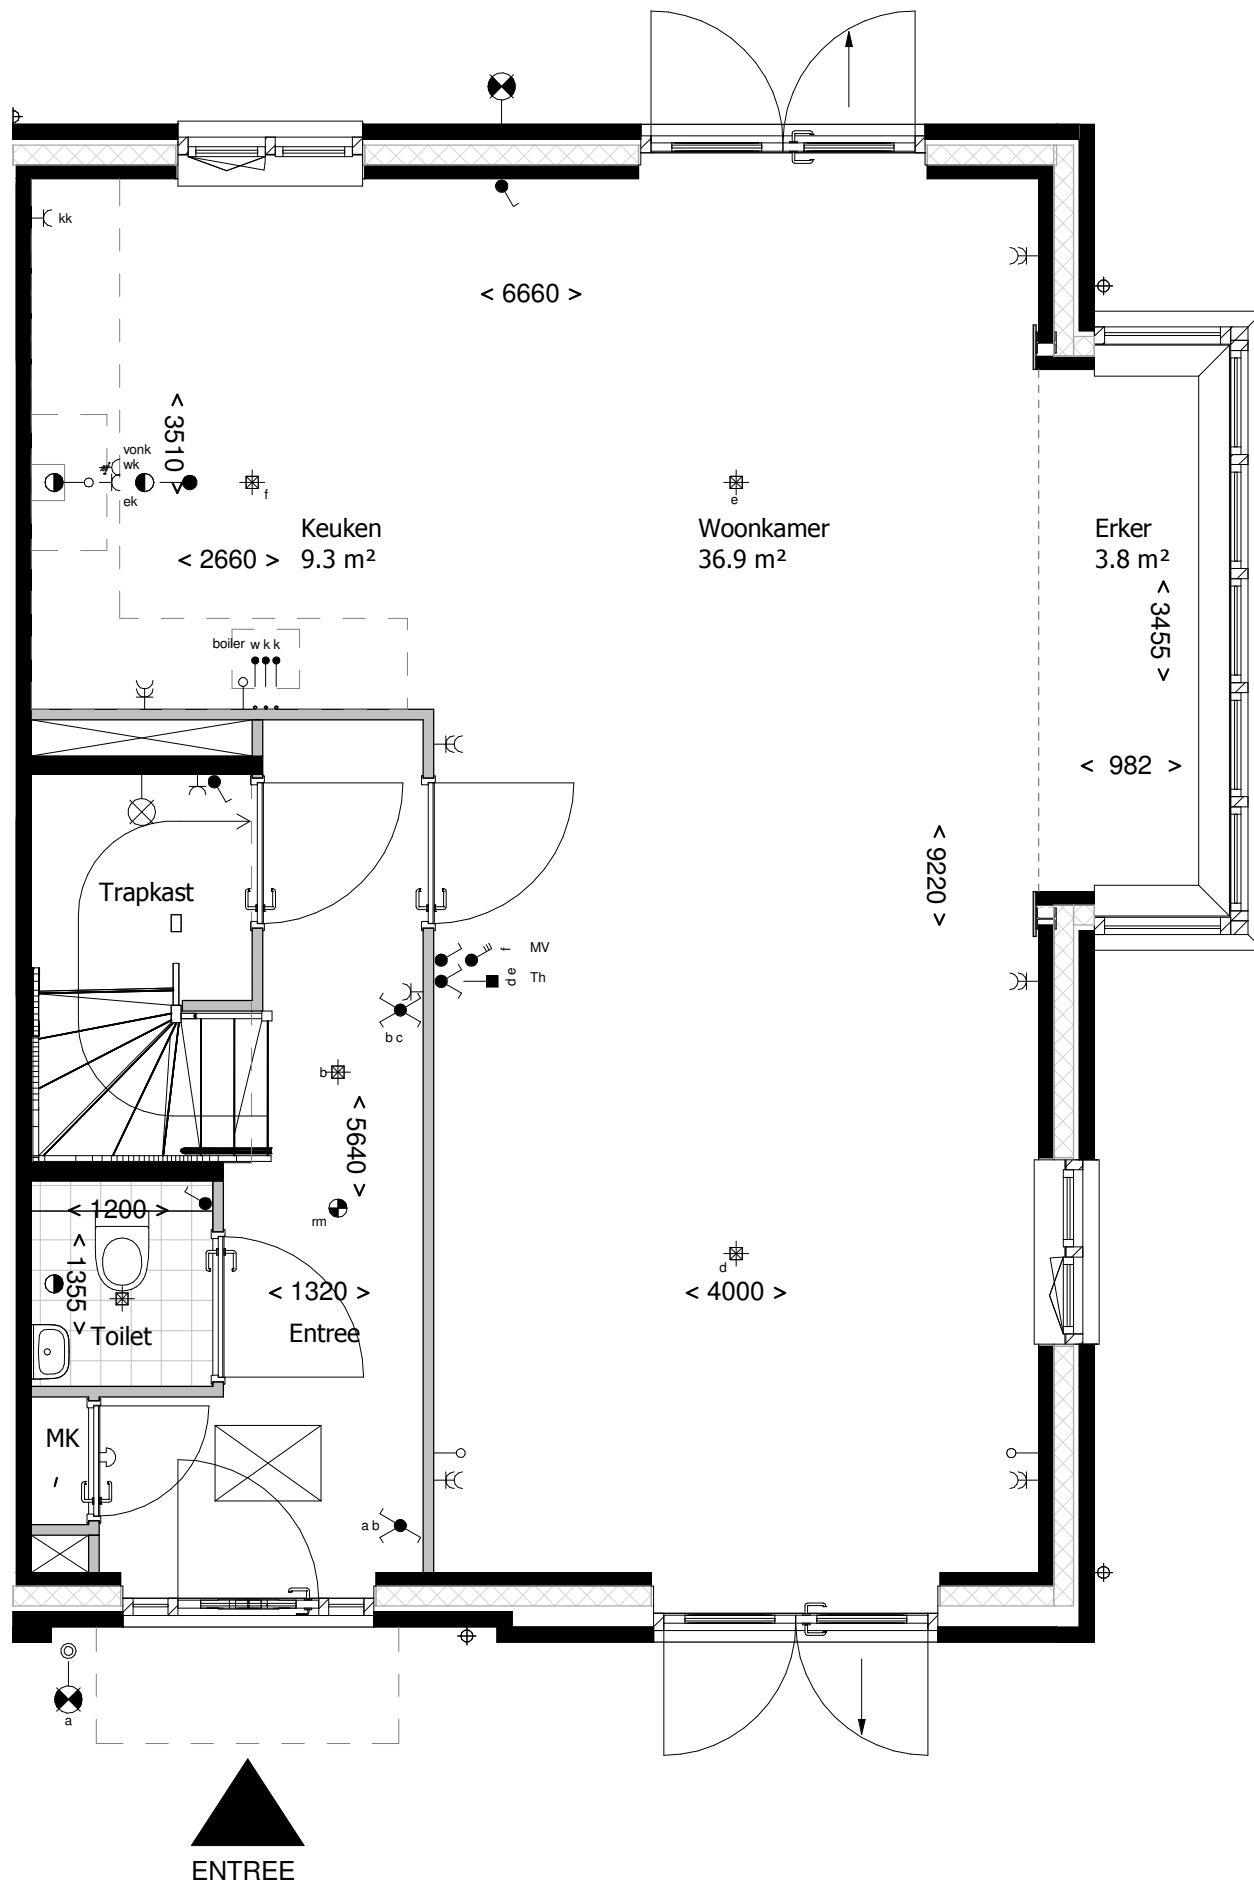 kk
< 6660 >
< 3510 >
vonk
wk
ek
f
e
Keuken
9.3 m²
Woonkamer
36.9 m²
Erker
3.8 m²
< 2660 >
< 3455 >
boiler w k k
< 982 >
< 9220 >
Trapkast
f MV
d e Th
b c
b
< 5640 >
< 1200 >
rm
< 1355 >
d
< 1320 >
< 4000 >
Toilet
Entree
MK
a b
a
ENTREE